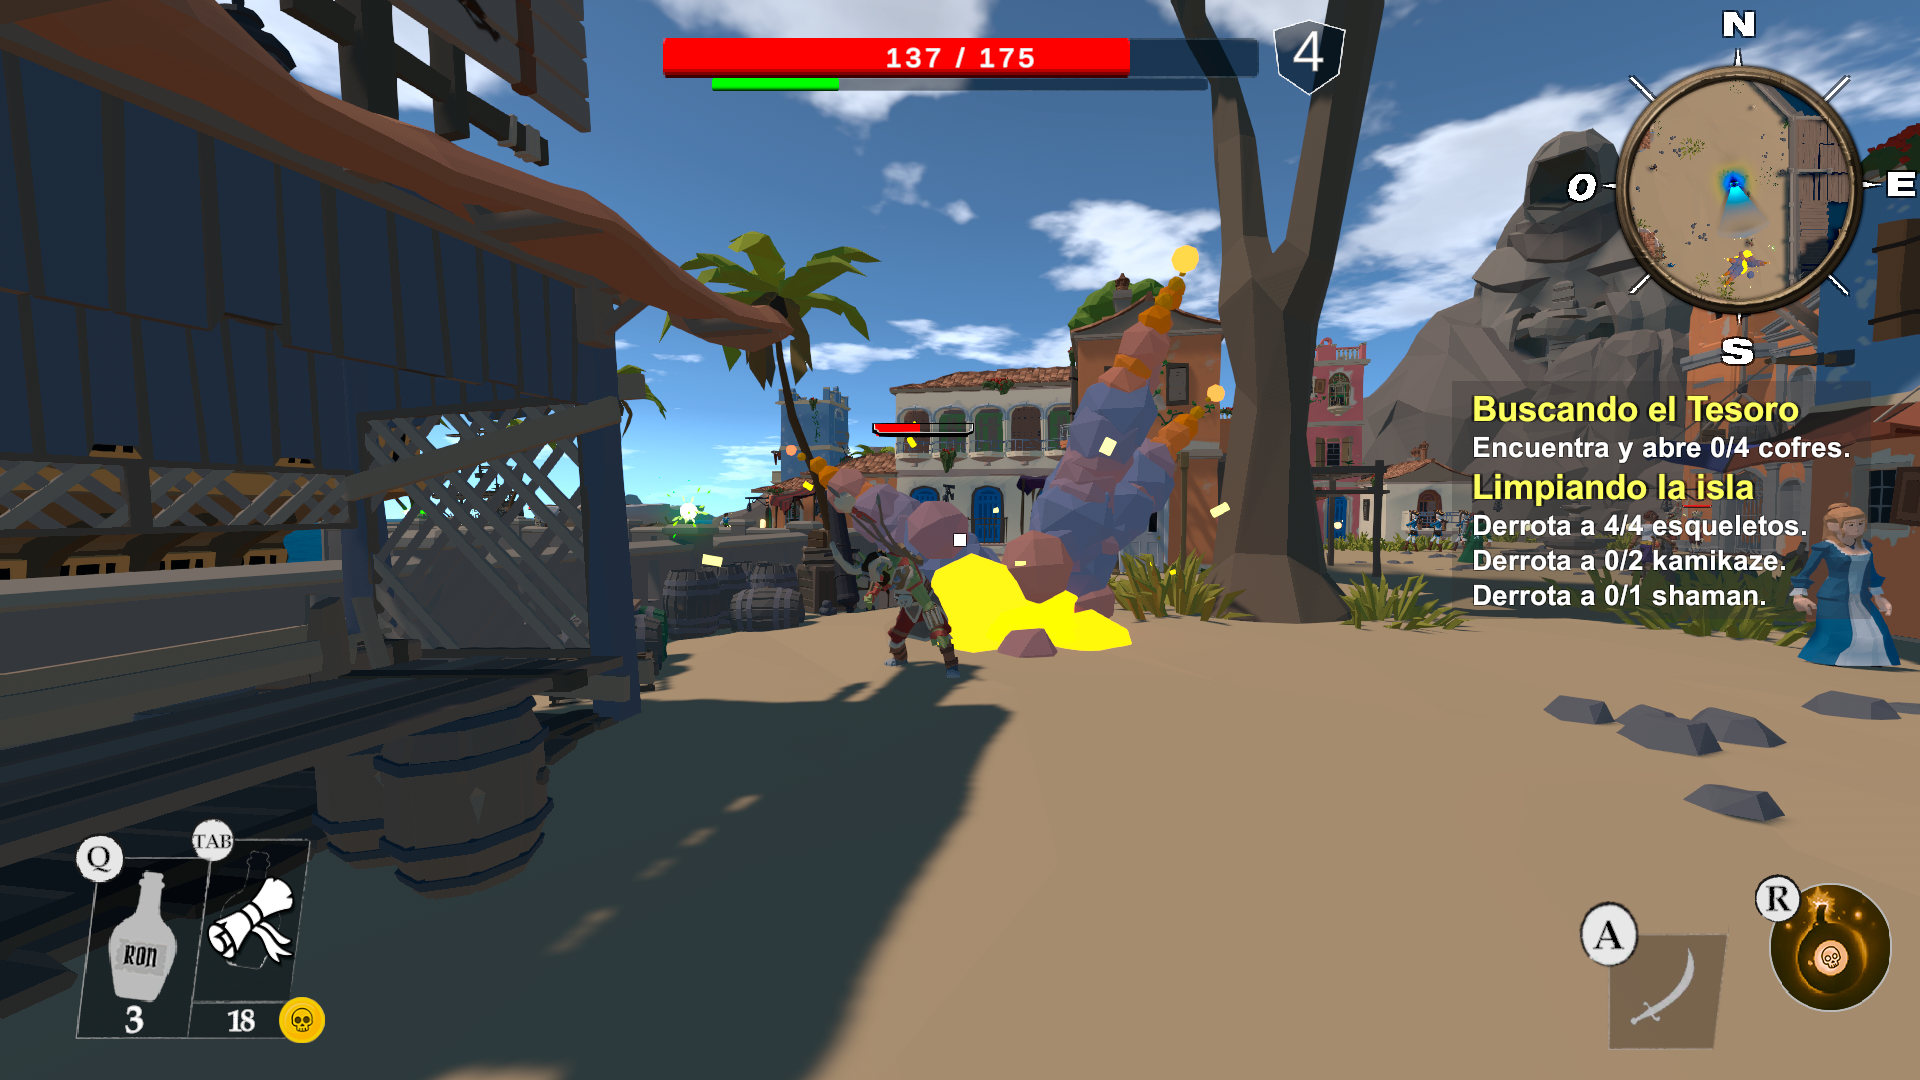 137 / 175
4
N
O
E
S
Buscando el Tesoro
Encuentra y abre 0/4 cofres.
Limpiando la isla
Derrota a 4/4 esqueletos.
Derrota a 0/2 kamikaze.
Derrota a 0/1 shaman.
Q
TAB
RON
3
18
A
R